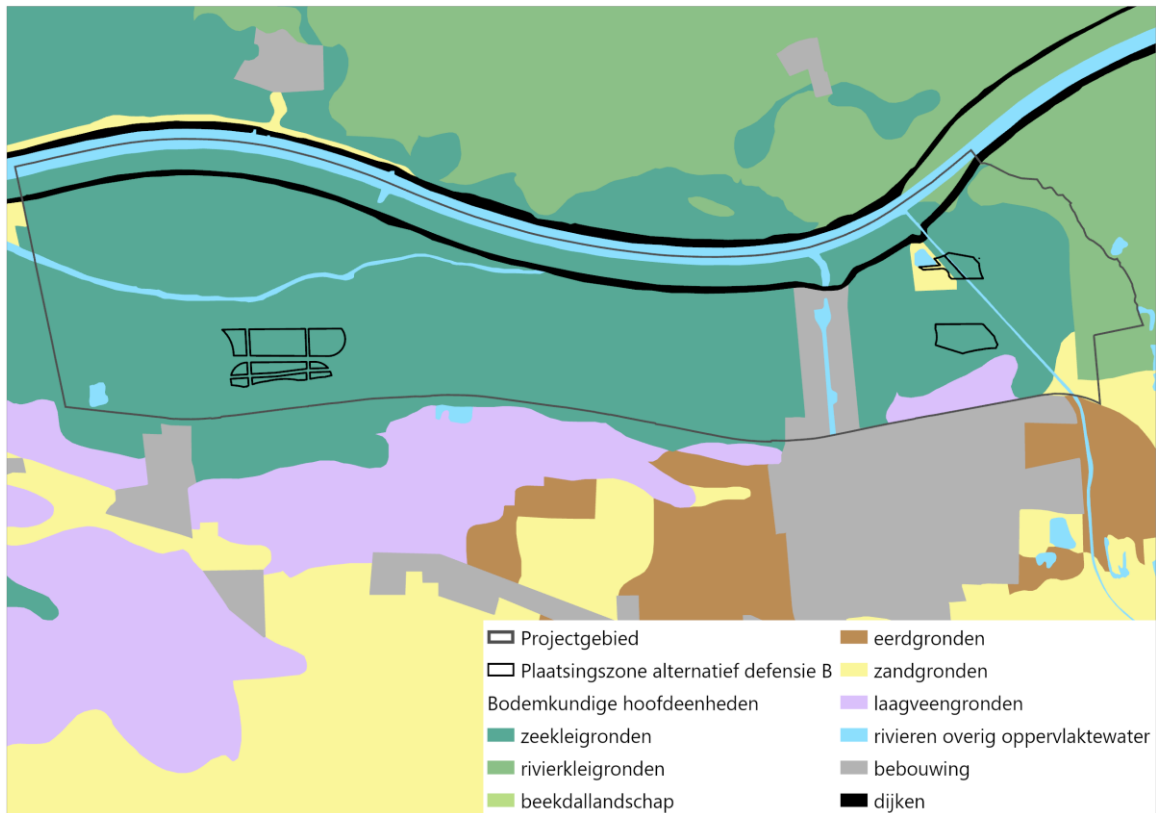 Projectgebied
Plaatsingszone alternatief defensie B
Bodemkundige hoofdeenheden
zeekleigronden
rivierkleigronden
beekdallandschap
eerdgronden
zandgronden
laagveengronden
rivieren overig oppervlaktewater
bebouwing
dijken